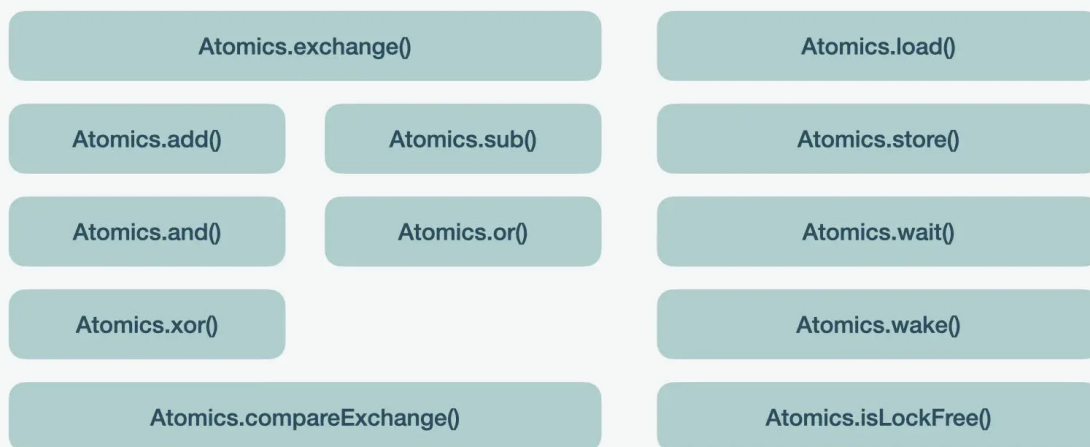 Atomics.exchange()
Atomics.add()
Atomics.sub()
Atomics.and()
Atomics.or()
Atomics.xor()
Atomics.compareExchange()
Atomics.load()
Atomics.store()
Atomics.wait()
Atomics.wake()
Atomics.isLockFree()